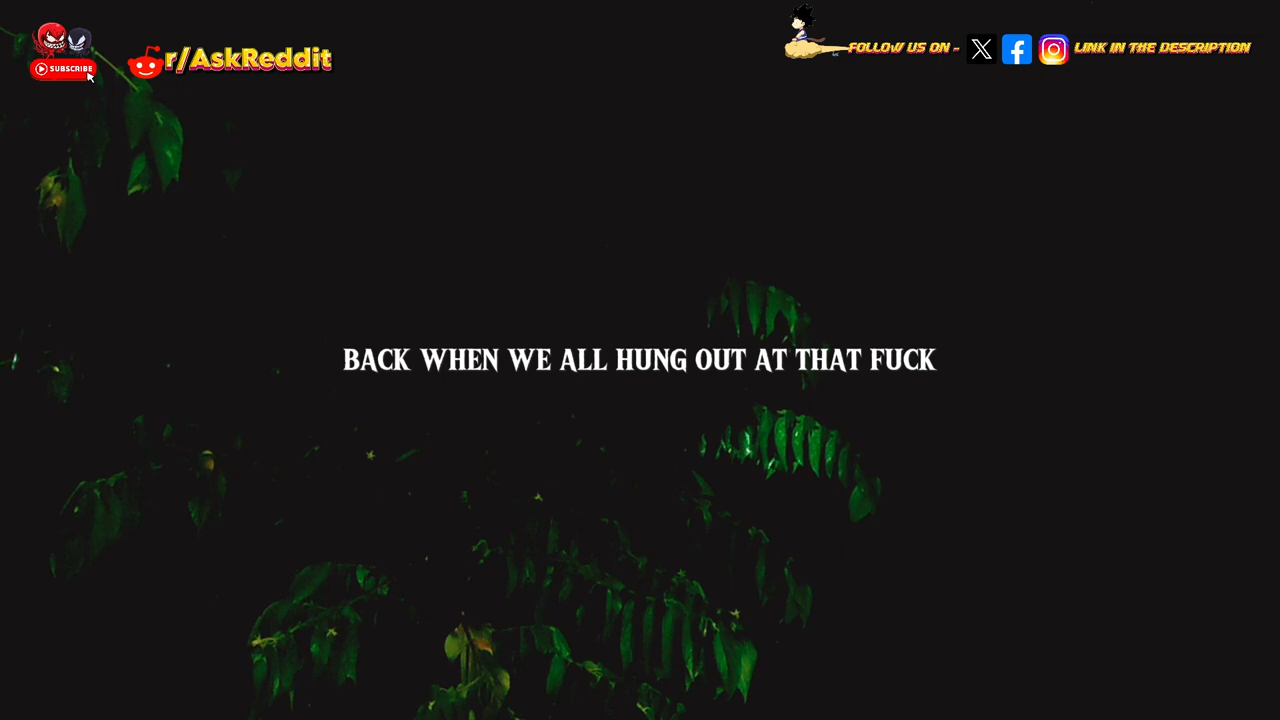 SUBSCRIBE
r/AskReddit
FOLLOW US ON -
LINK IN THE DESCRIPTION
BACK WHEN WE ALL HUNG OUT AT THAT FUCK